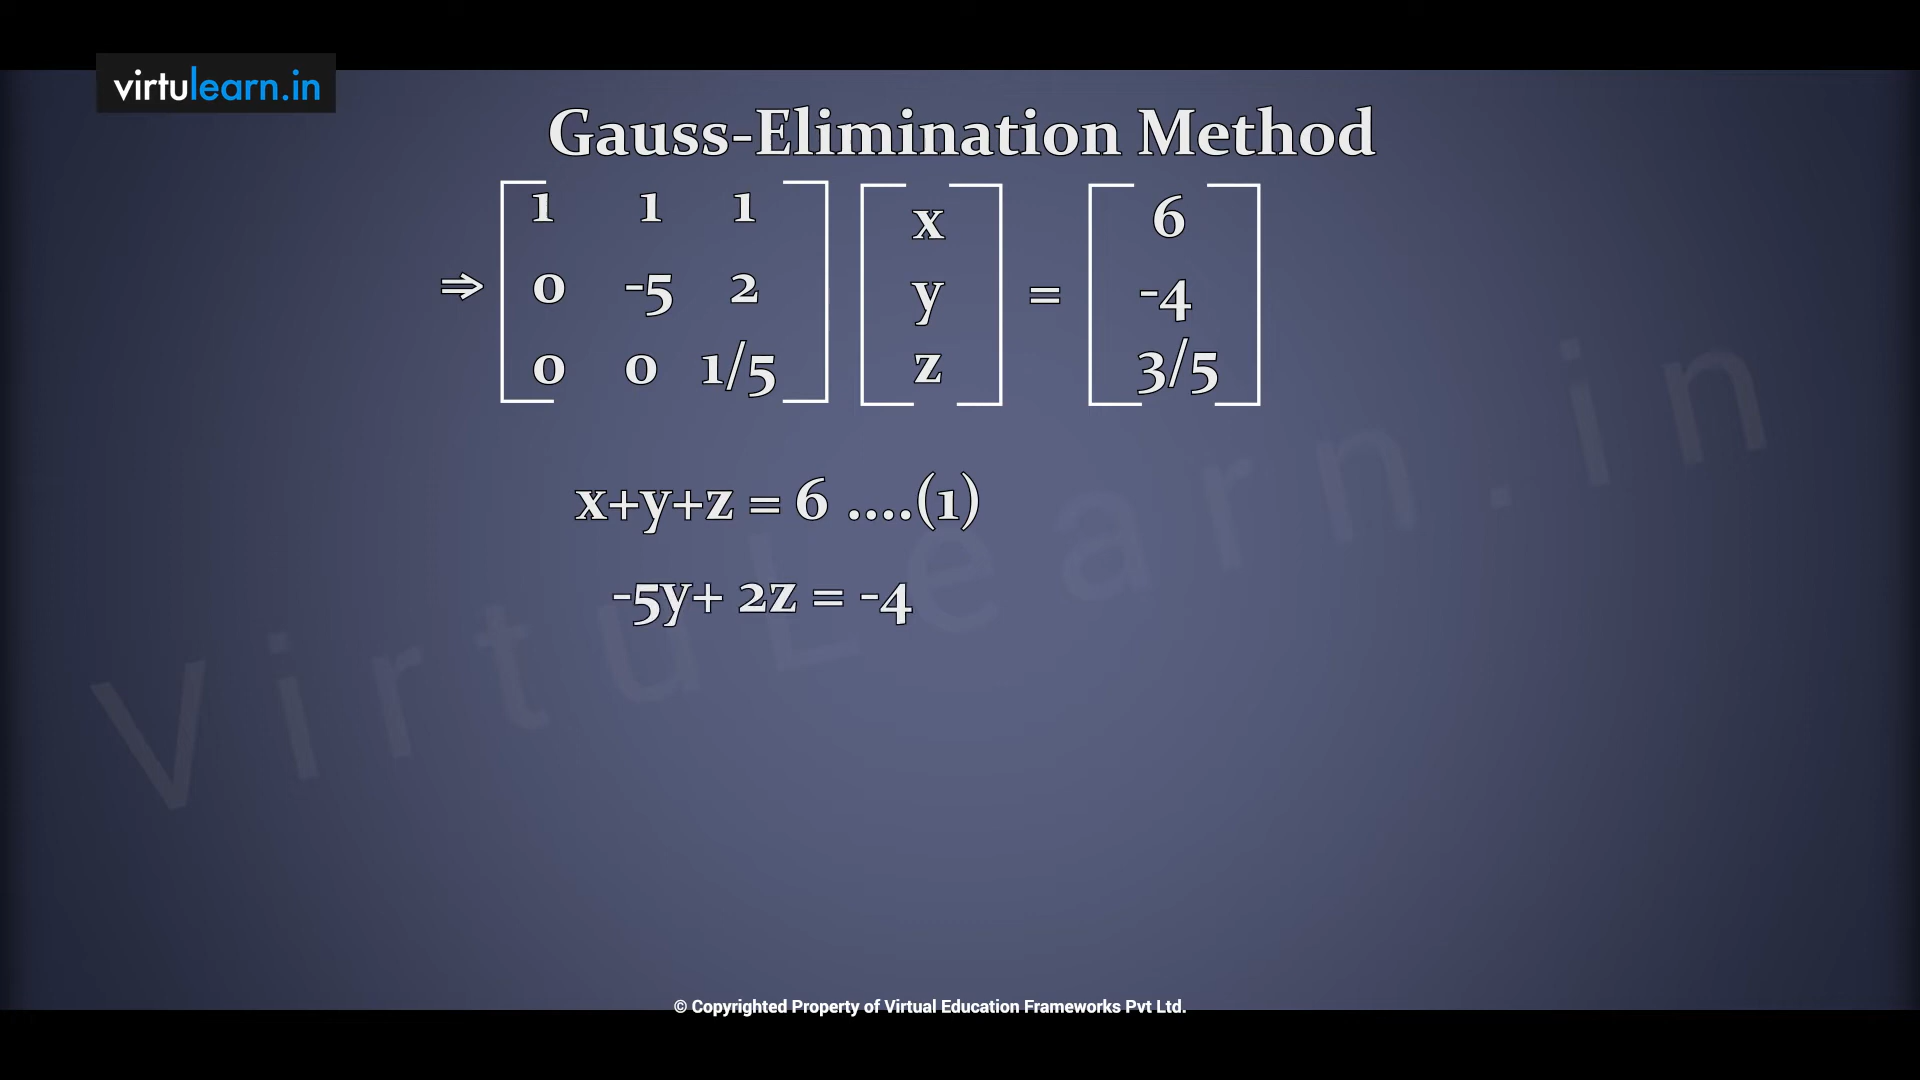 virtulearn.in
Gauss-Elimination Method
1 1 1 x 6
⇒ 0 -5 2 y = -4
0 0 1/5 z 3/5
x+y+z = 6 ....(1)
-5y+ 2z = -4
VirtuLearn.in
© Copyrighted Property of Virtual Education Frameworks Pvt Ltd.